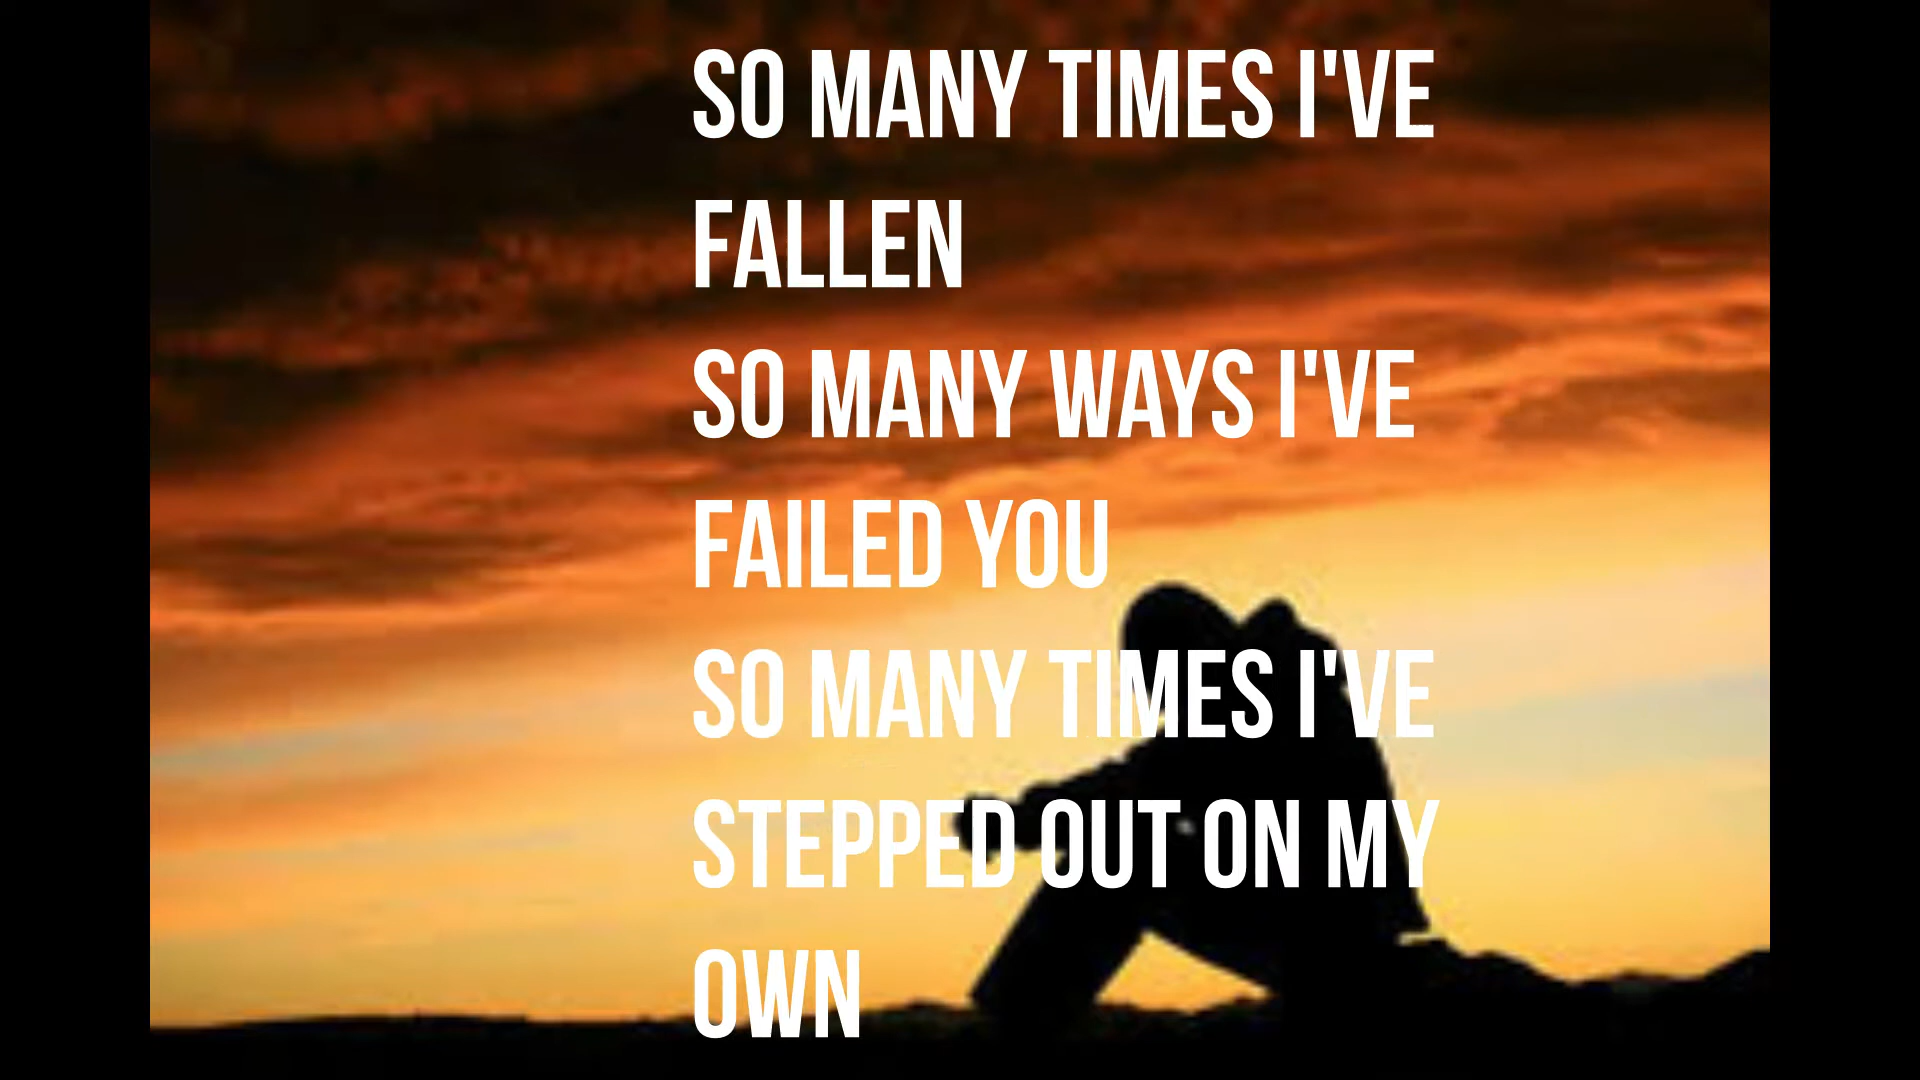 SO MANY TIMES I'VE
FALLEN
SO MANY WAYS I'VE
FAILED YOU
SO MANY TIMES I'VE
STEPPED OUT ON MY
OWN